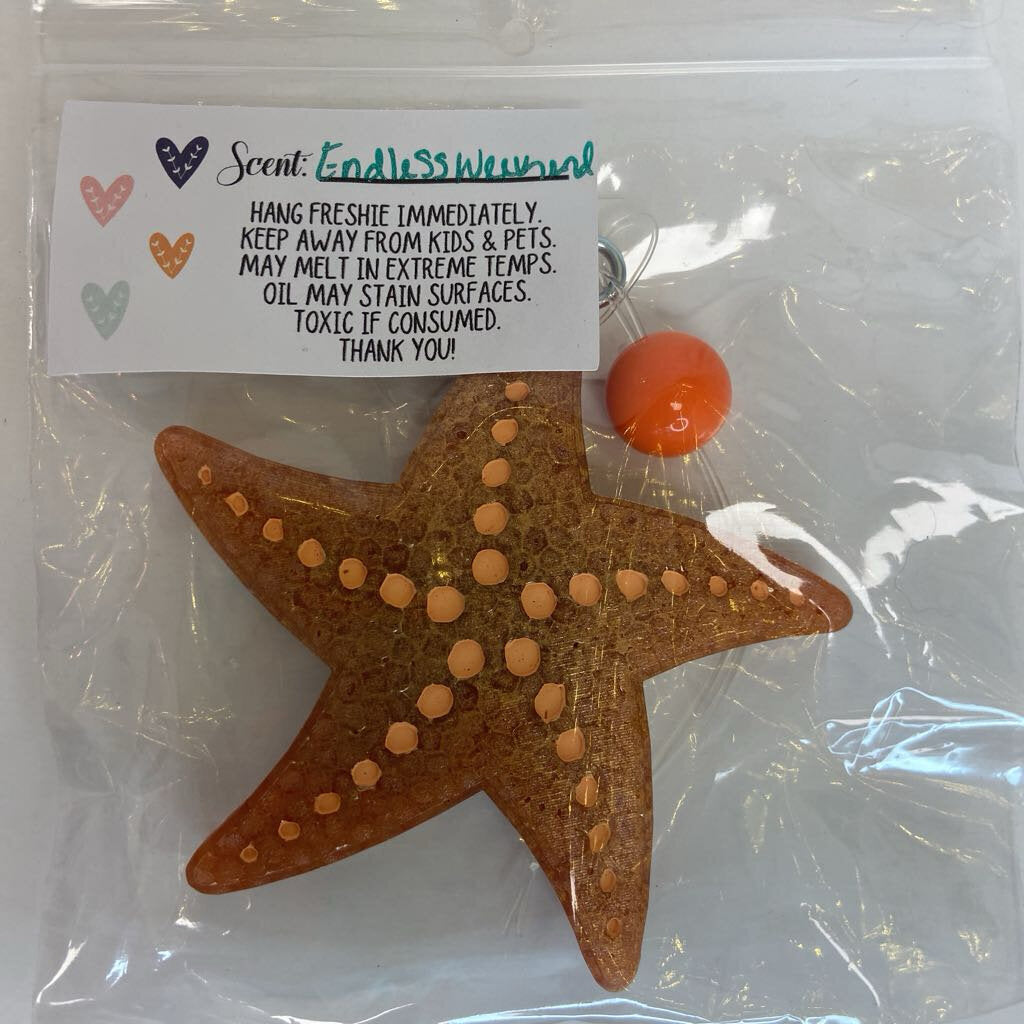 Scent: Endless Weekend
HANG FRESHIE IMMEDIATELY.
KEEP AWAY FROM KIDS & PETS.
MAY MELT IN EXTREME TEMPS.
OIL MAY STAIN SURFACES.
TOXIC IF CONSUMED.
THANK YOU!